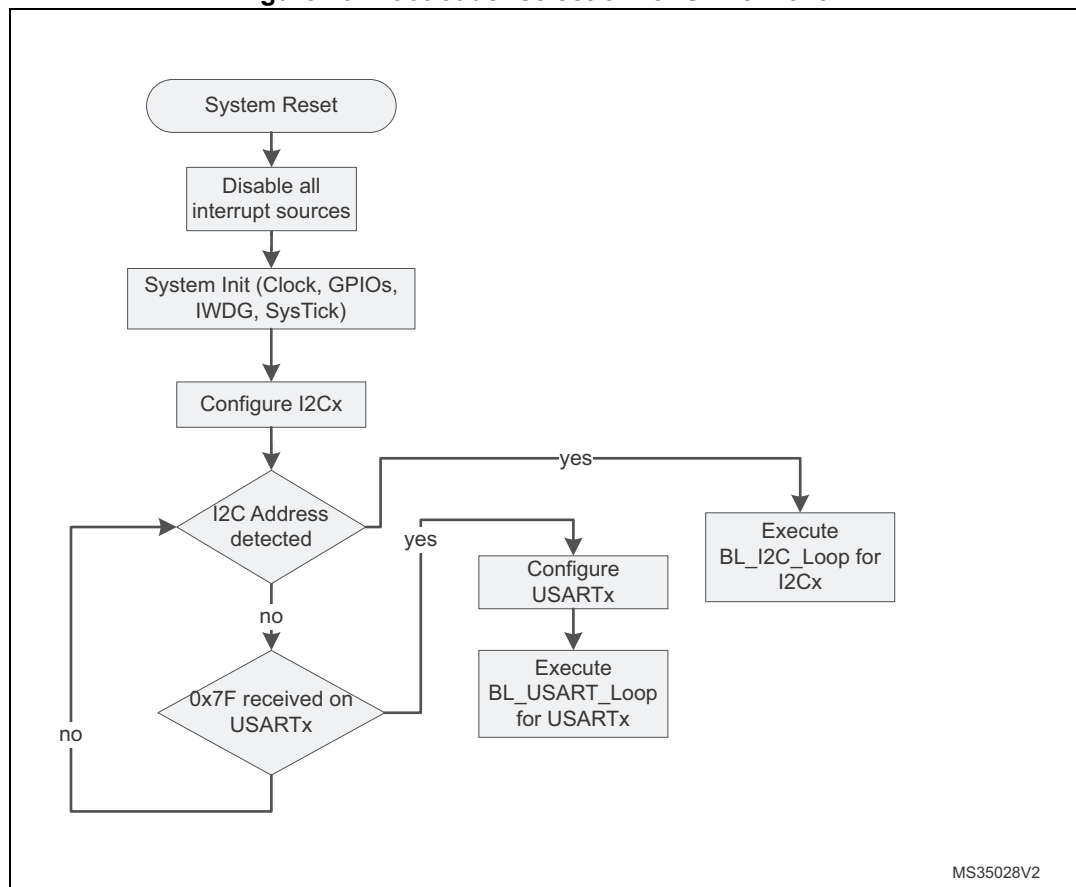 System Reset
Disable all
interrupt sources
System Init (Clock, GPIOs,
IWDG, SysTick)
Configure I2Cx
I2C Address
detected
yes
Execute
BL_I2C_Loop for
I2Cx
no
yes
Configure
USARTx
0x7F received on
USARTx
Execute
BL_USART_Loop
for USARTx
no
MS35028V2